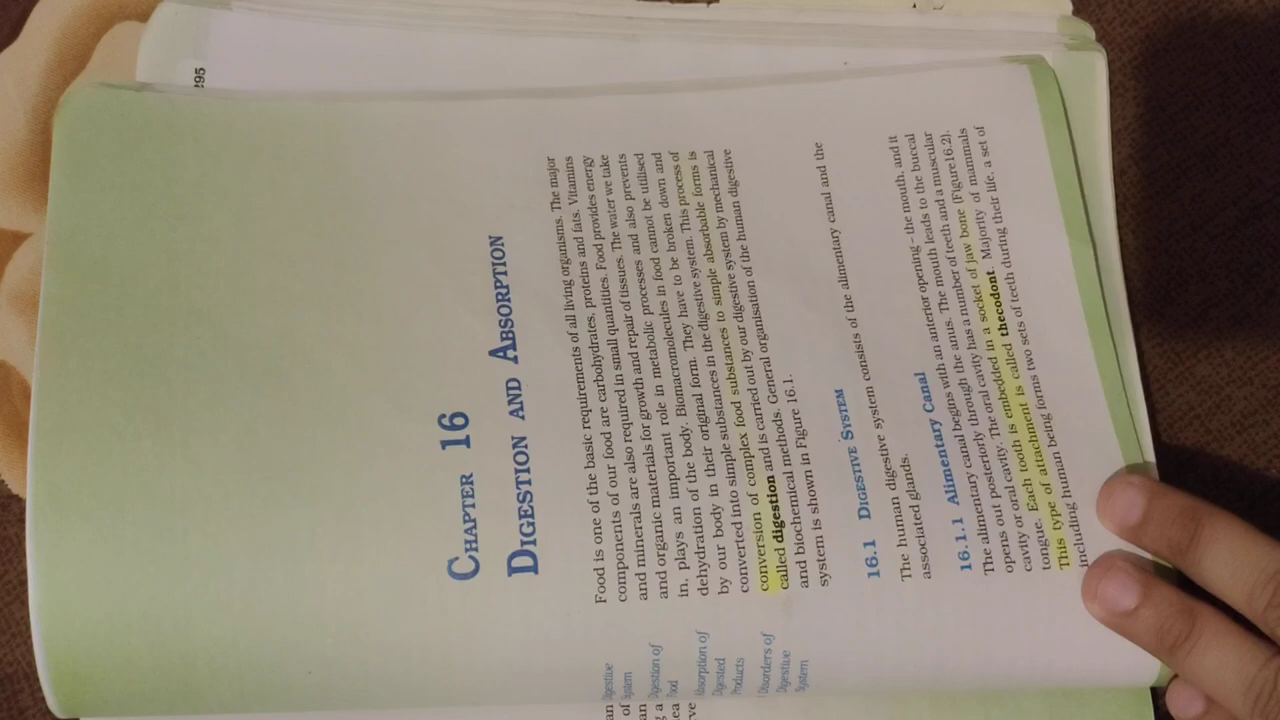 295
CHAPTER 16
DIGESTION AND ABSORPTION
Digestive
System
Digestion of
Food
Absorption of
Digested
Products
Disorders of
Digestive
System
Food is one of the basic requirements of all living organisms. The major
components of our food are carbohydrates, proteins and fats. Vitamins
and minerals are also required in small quantities. Food provides energy
and organic materials for growth and repair of tissues. The water we take
in, plays an important role in metabolic processes and also prevents
dehydration of the body. Biomacromolecules in food cannot be utilised
by our body in their original form. They have to be broken down and
converted into simple substances in the digestive system. This process of
conversion of complex food substances to simple absorbable forms is
called digestion and is carried out by our digestive system by mechanical
and biochemical methods. General organisation of the human digestive
system is shown in Figure 16.1.
16.1 DIGESTIVE SYSTEM
The human digestive system consists of the alimentary canal and the
associated glands.
16.1.1 Alimentary Canal
The alimentary canal begins with an anterior opening – the mouth, and it
opens out posteriorly through the anus. The mouth leads to the buccal
cavity or oral cavity. The oral cavity has a number of teeth and a muscular
tongue. Each tooth is embedded in a socket of jaw bone (Figure 16.2).
This type of attachment is called thecodont. Majority of mammals
including human being forms two sets of teeth during their life, a set of